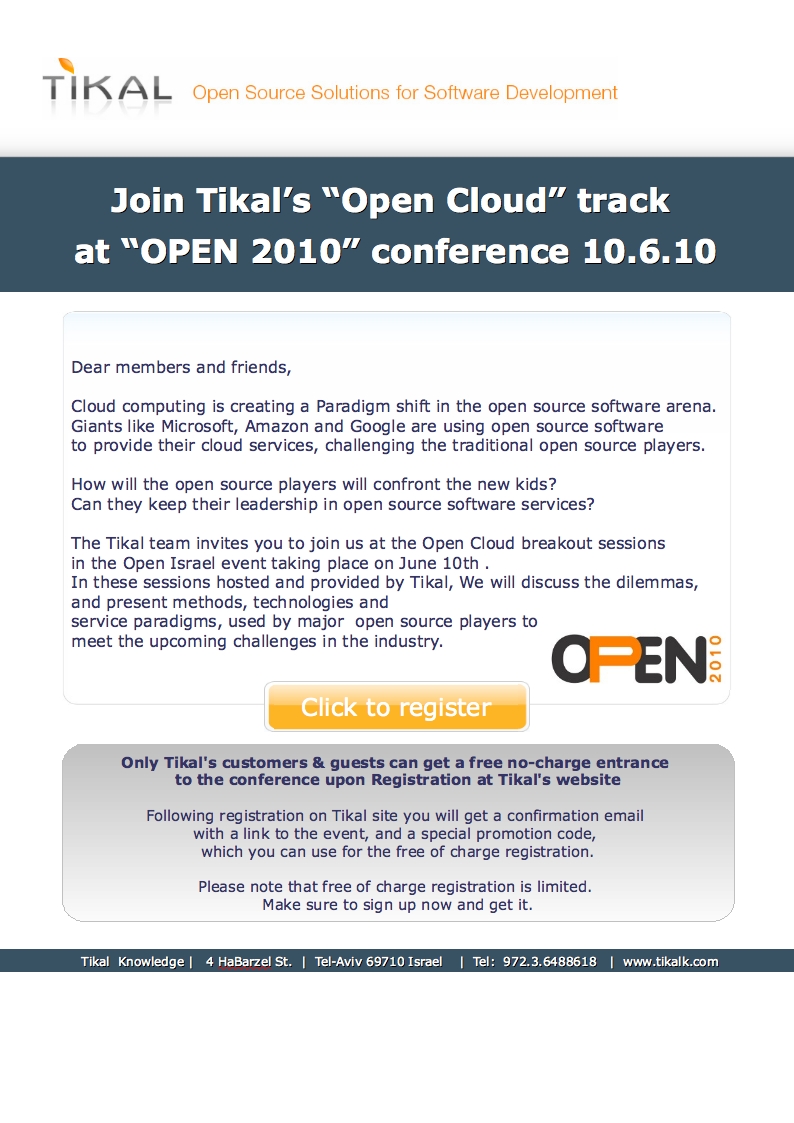 TIKAL Open Source Solutions for Software Development
Join Tikal’s “Open Cloud” track
at “OPEN 2010” conference 10.6.10
Dear members and friends,
Cloud computing is creating a Paradigm shift in the open source software arena.
Giants like Microsoft, Amazon and Google are using open source software
to provide their cloud services, challenging the traditional open source players.
How will the open source players will confront the new kids?
Can they keep their leadership in open source software services?
The Tikal team invites you to join us at the Open Cloud breakout sessions
in the Open Israel event taking place on June 10th .
In these sessions hosted and provided by Tikal, We will discuss the dilemmas,
and present methods, technologies and
service paradigms, used by major  open source players to
meet the upcoming challenges in the industry.
OPEN 2010
Click to register
Only Tikal's customers & guests can get a free no-charge entrance
to the conference upon Registration at Tikal's website
Following registration on Tikal site you will get a confirmation email
with a link to the event, and a special promotion code,
which you can use for the free of charge registration.
Please note that free of charge registration is limited.
Make sure to sign up now and get it.
Tikal  Knowledge |   4 HaBarzel St.  |  Tel-Aviv 69710 Israel    |  Tel:  972.3.6488618   |  www.tikalk.com